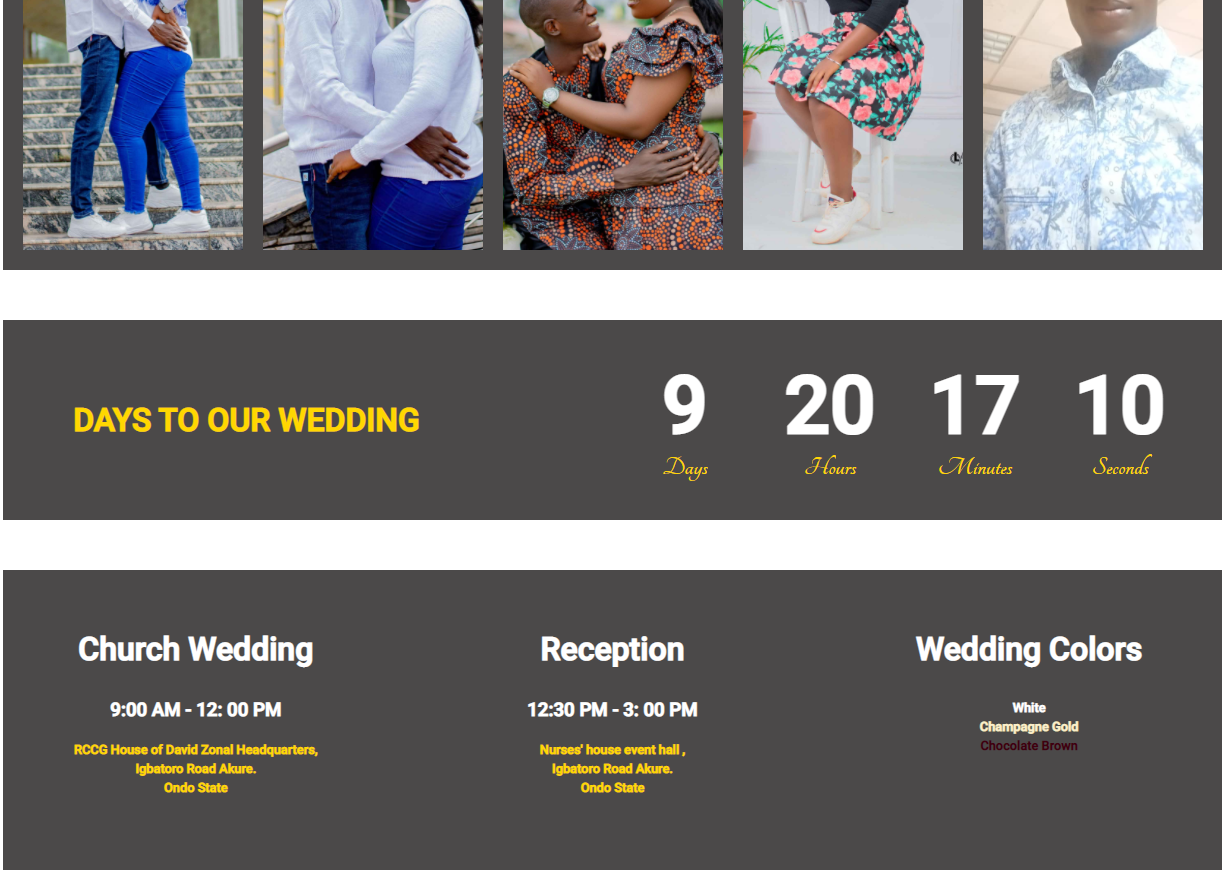 DAYS TO OUR WEDDING
9 20 17 10
Days Hours Minutes Seconds
Church Wedding
9:00 AM - 12: 00 PM
RCCG House of David Zonal Headquarters,
Igbatoro Road Akure.
Ondo State
Reception
12:30 PM - 3: 00 PM
Nurses' house event hall ,
Igbatoro Road Akure.
Ondo State
Wedding Colors
White
Champagne Gold
Chocolate Brown